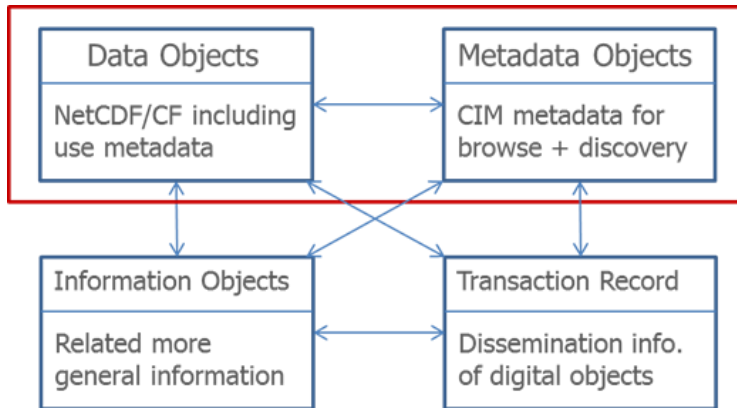 Data Objects
NetCDF/CF including
use metadata
Metadata Objects
CIM metadata for
browse + discovery
Information Objects
Related more
general information
Transaction Record
Dissemination info.
of digital objects